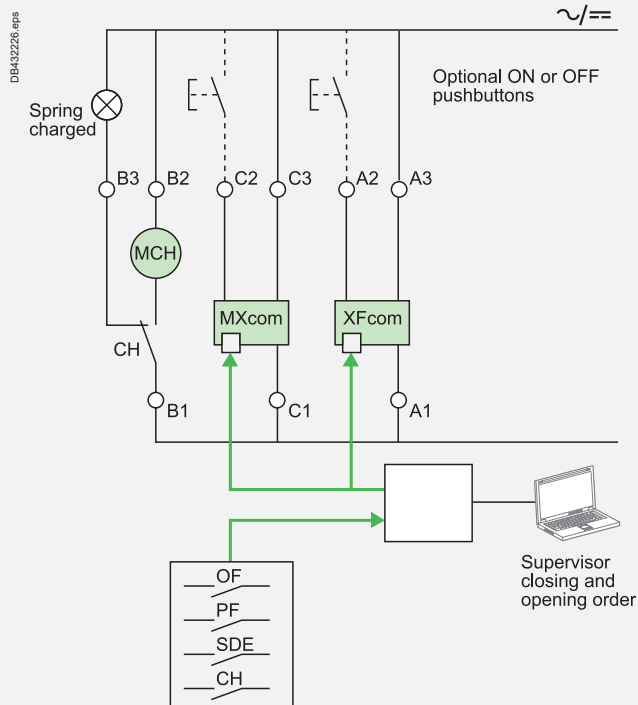 DB432226.eps
Optional ON or OFF
pushbuttons
Spring
charged
B3 B2 C2 C3 A2 A3
MCH
MXcom XFcom
CH
B1 C1 A1
Supervisor
closing and
opening order
OF
PF
SDE
CH